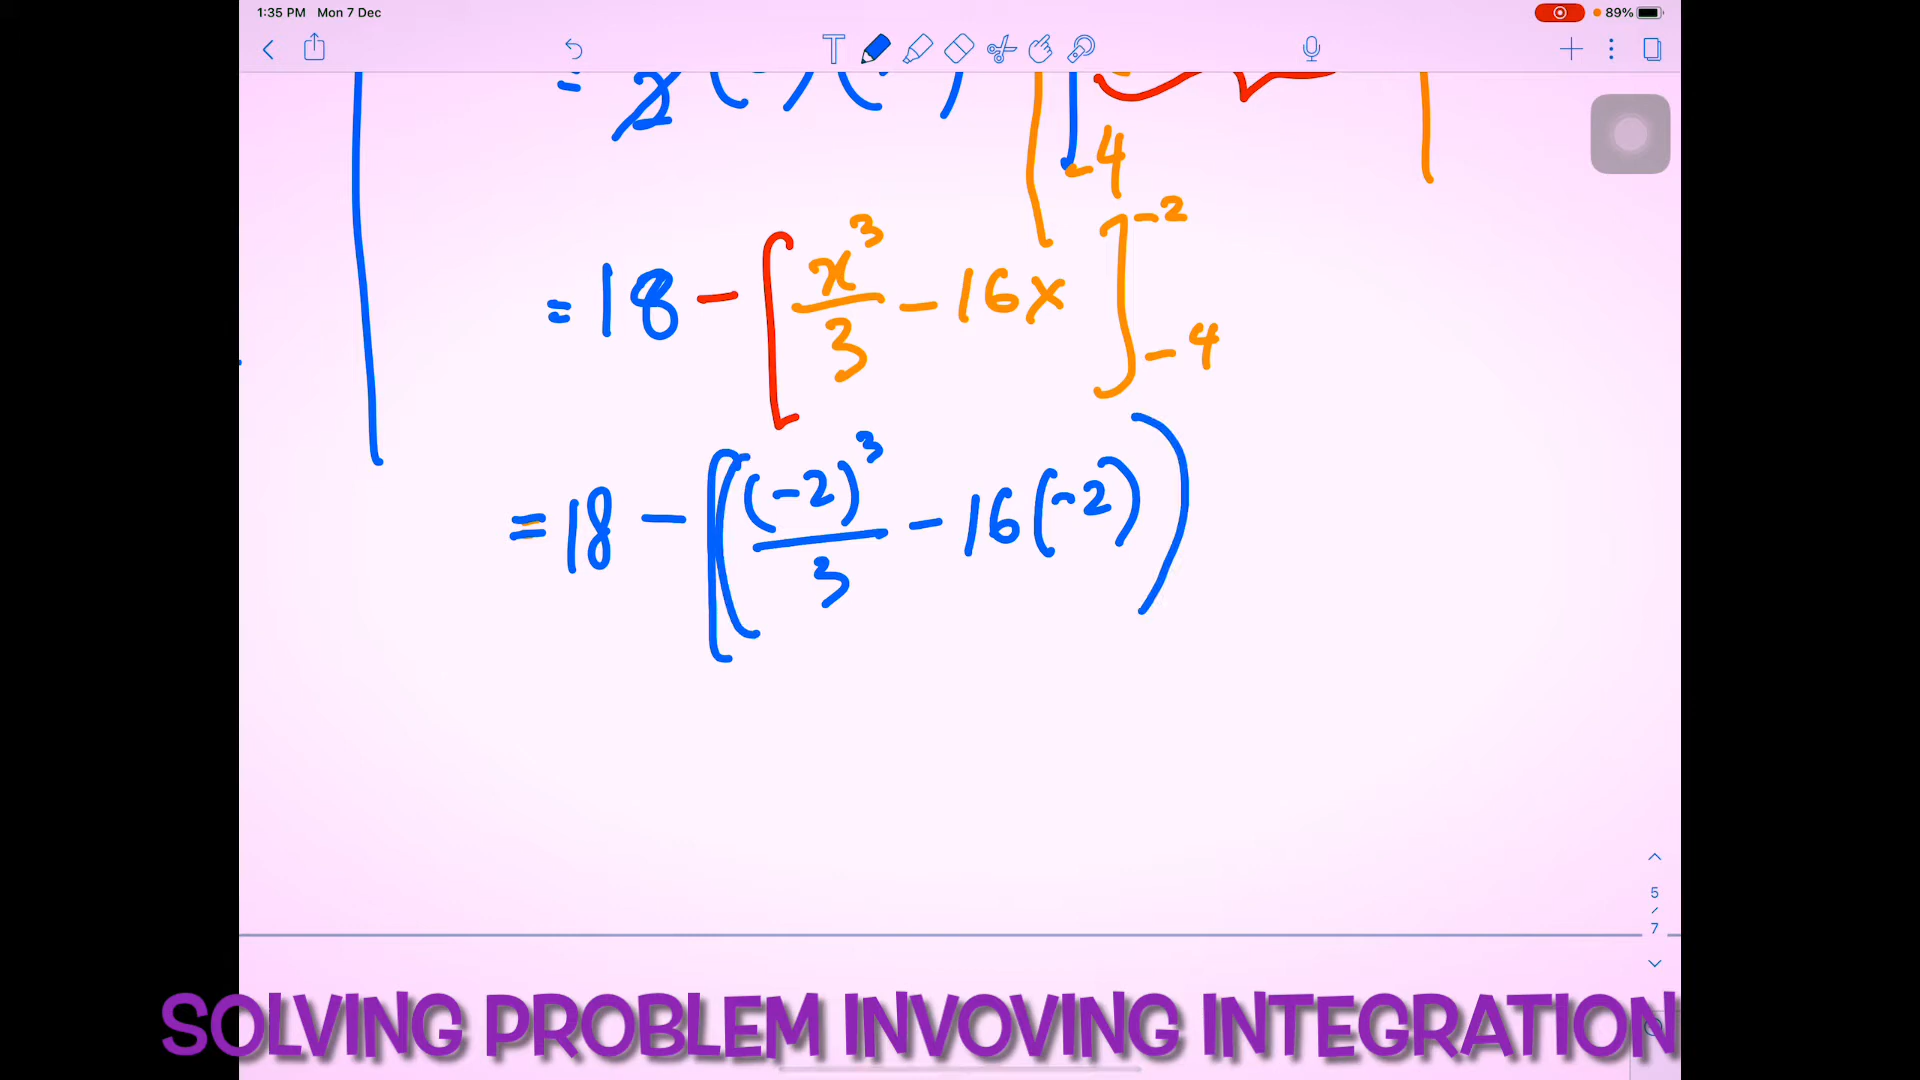 1:35 PM Mon 7 Dec 89%
T
= 2 ( ) ( )
-4
= 18 - [ x³/3 - 16x ]
-2
-4
= 18 - [ ( (-2)³/3 - 16(-2) )
5
/
7
SOLVING PROBLEM INVOVING INTEGRATION